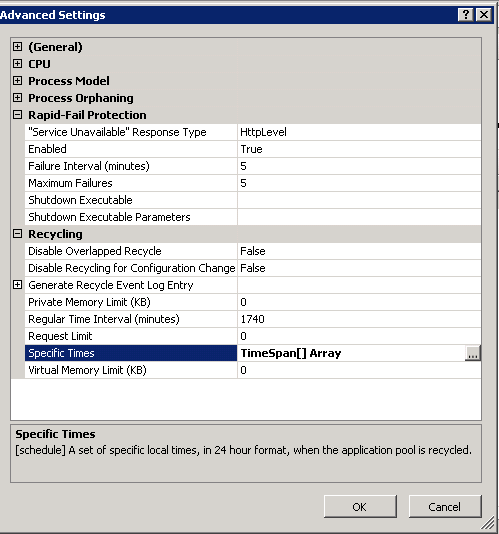 Advanced Settings
(General)
CPU
Process Model
Process Orphaning
Rapid-Fail Protection
"Service Unavailable" Response Type HttpLevel
Enabled True
Failure Interval (minutes) 5
Maximum Failures 5
Shutdown Executable
Shutdown Executable Parameters
Recycling
Disable Overlapped Recycle False
Disable Recycling for Configuration Change False
Generate Recycle Event Log Entry
Private Memory Limit (KB) 0
Regular Time Interval (minutes) 1740
Request Limit 0
Specific Times TimeSpan[] Array ...
Virtual Memory Limit (KB) 0
Specific Times
[schedule] A set of specific local times, in 24 hour format, when the application pool is recycled.
OK Cancel